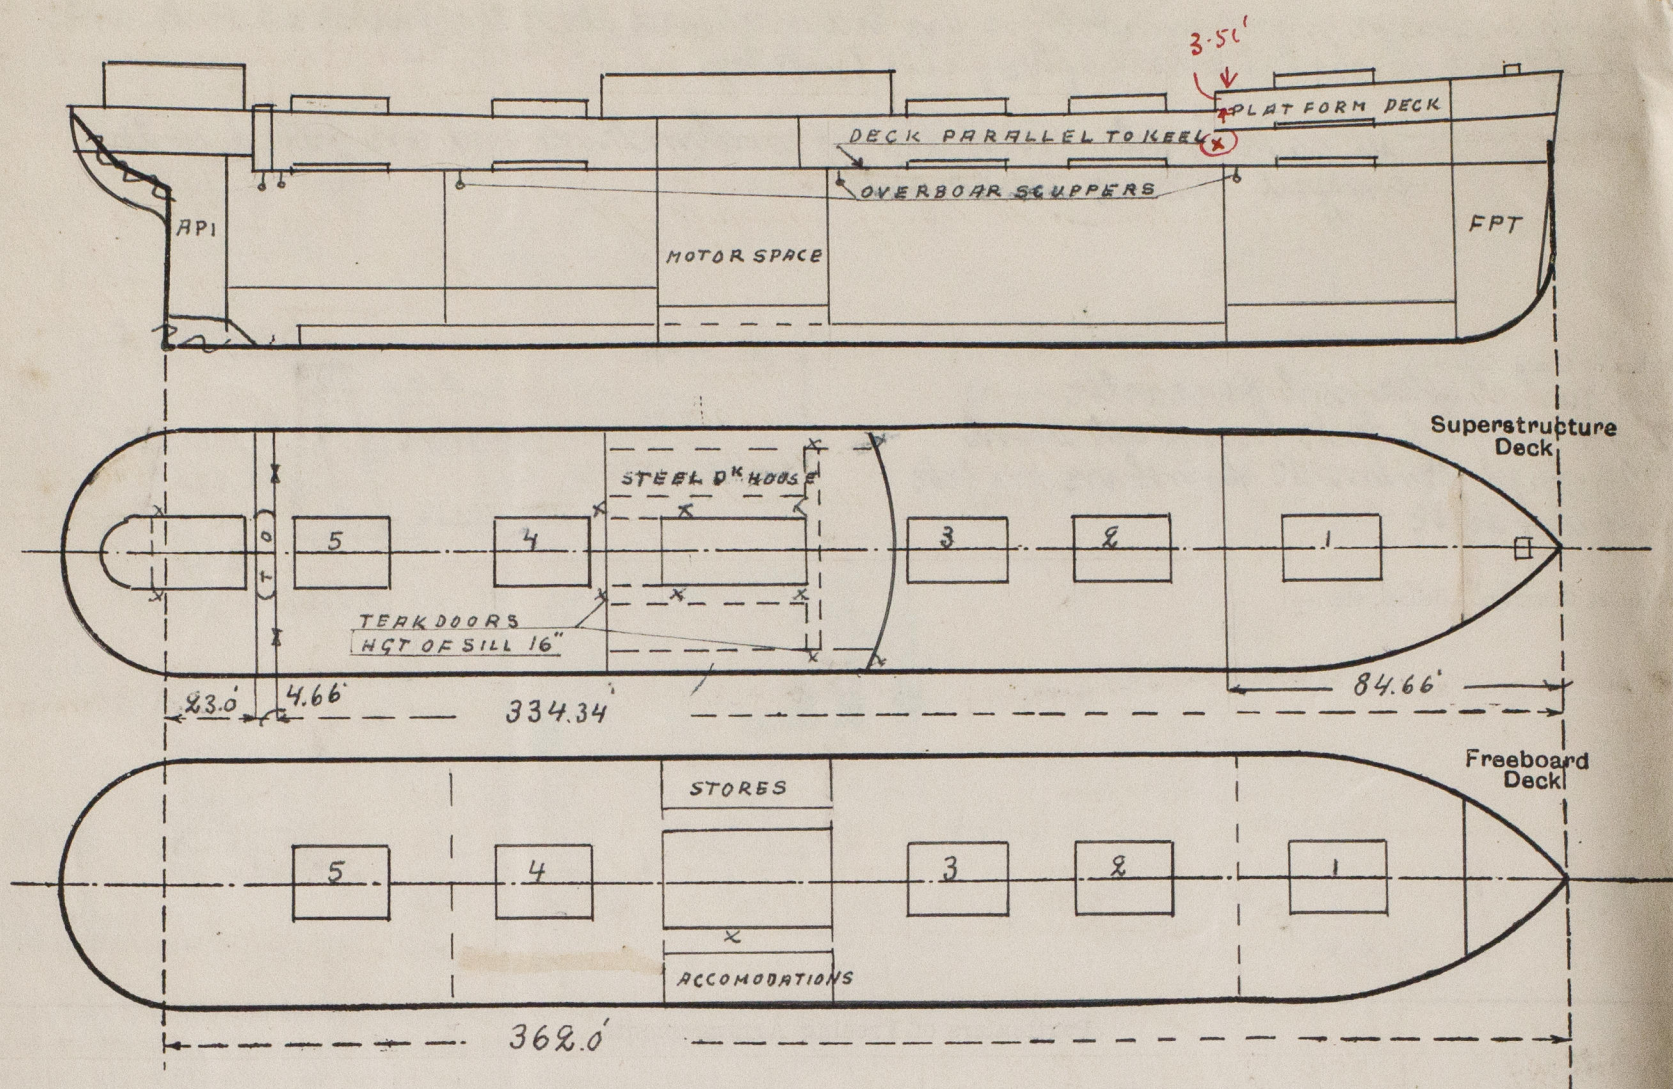 3.51'
PLATFORM DECK
DECK PARALLEL TO KEEL
OVERBOAR SCUPPERS
API
MOTOR SPACE
FPT
Superstructure
Deck
STEEL DK HOUSE
5
4
3
2
1
T O
TEAKDOORS
HGT OF SILL 16"
23.0'
4.66'
334.34'
84.66'
Freeboard
Deck
STORES
5
4
3
2
1
ACCOMODATIONS
362.0'